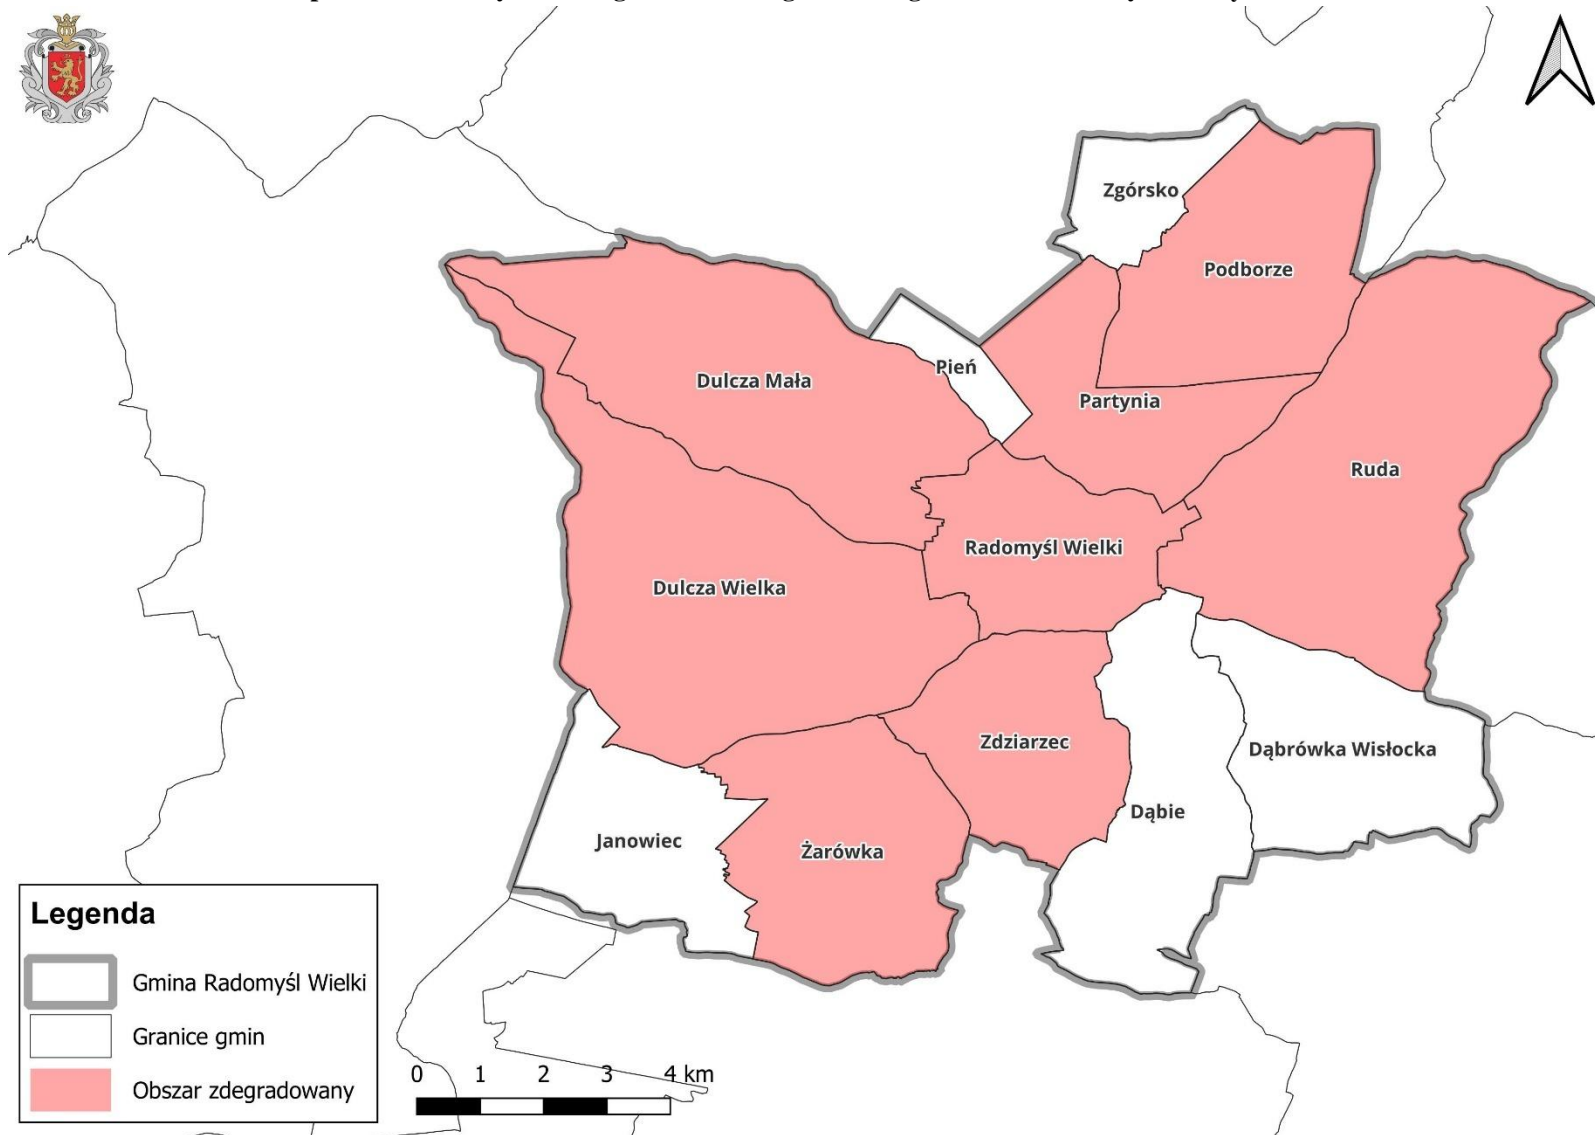 Zgórsko
Podborze
Pień
Dulcza Mała
Partynia
Ruda
Radomyśl Wielki
Dulcza Wielka
Zdziarzec
Dąbrówka Wisłocka
Dąbie
Janowiec
Żarówka
Legenda
Gmina Radomyśl Wielki
Granice gmin
Obszar zdegradowany
0 1 2 3 4 km